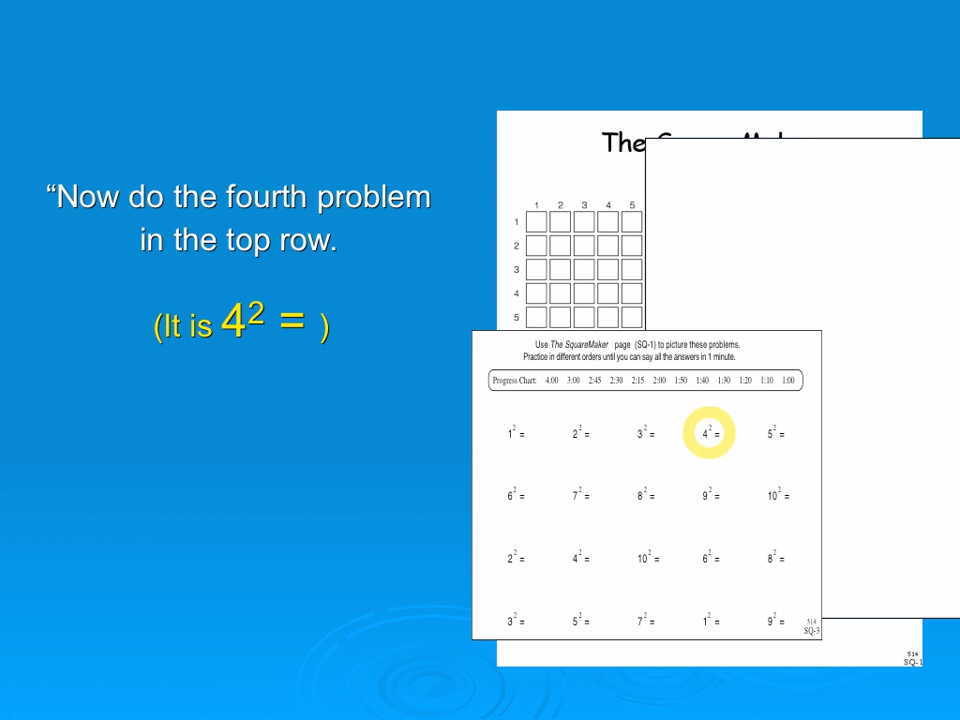 “Now do the fourth problem
in the top row.
(It is 4² = )
The
1 2 3 4 5
1
2
3
4
5
Use The SquareMaker page (SQ-1) to picture these problems.
Practice in different orders until you can say all the answers in 1 minute.
Progress Chart: 4:00 3:00 2:45 2:30 2:15 2:00 1:50 1:40 1:30 1:20 1:10 1:00
1² = 2² = 3² = 4² = 5² =
6² = 7² = 8² = 9² = 10² =
2² = 4² = 10² = 6² = 8² =
3² = 5² = 7² = 1² = 9² =
514
SQ-3
514
SQ-1